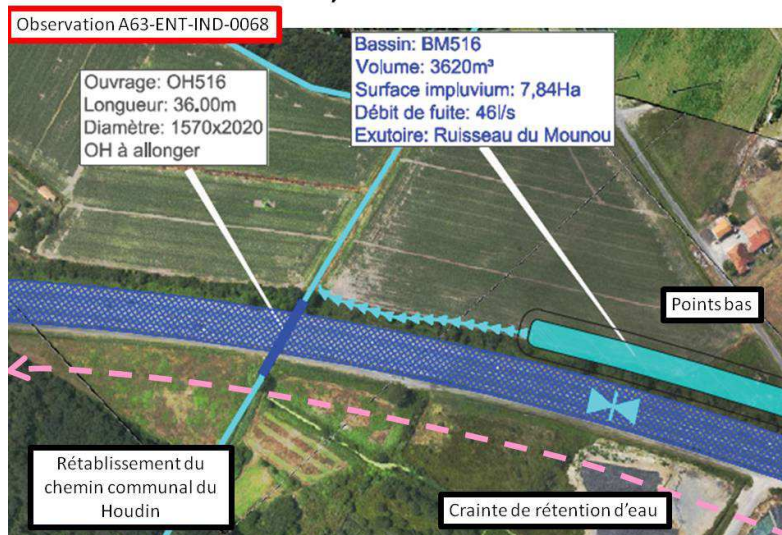 Observation A63-ENT-IND-0068
Ouvrage: OH516
Longueur: 36.00m
Diamètre: 1570x2020
OH à allonger
Bassin: BM516
Volume: 3620m³
Surface impluvium: 7,84Ha
Débit de fuite: 46l/s
Exutoire: Ruisseau du Mounou
Points bas
Rétablissement du
chemin communal du
Houdin
Crainte de rétention d'eau